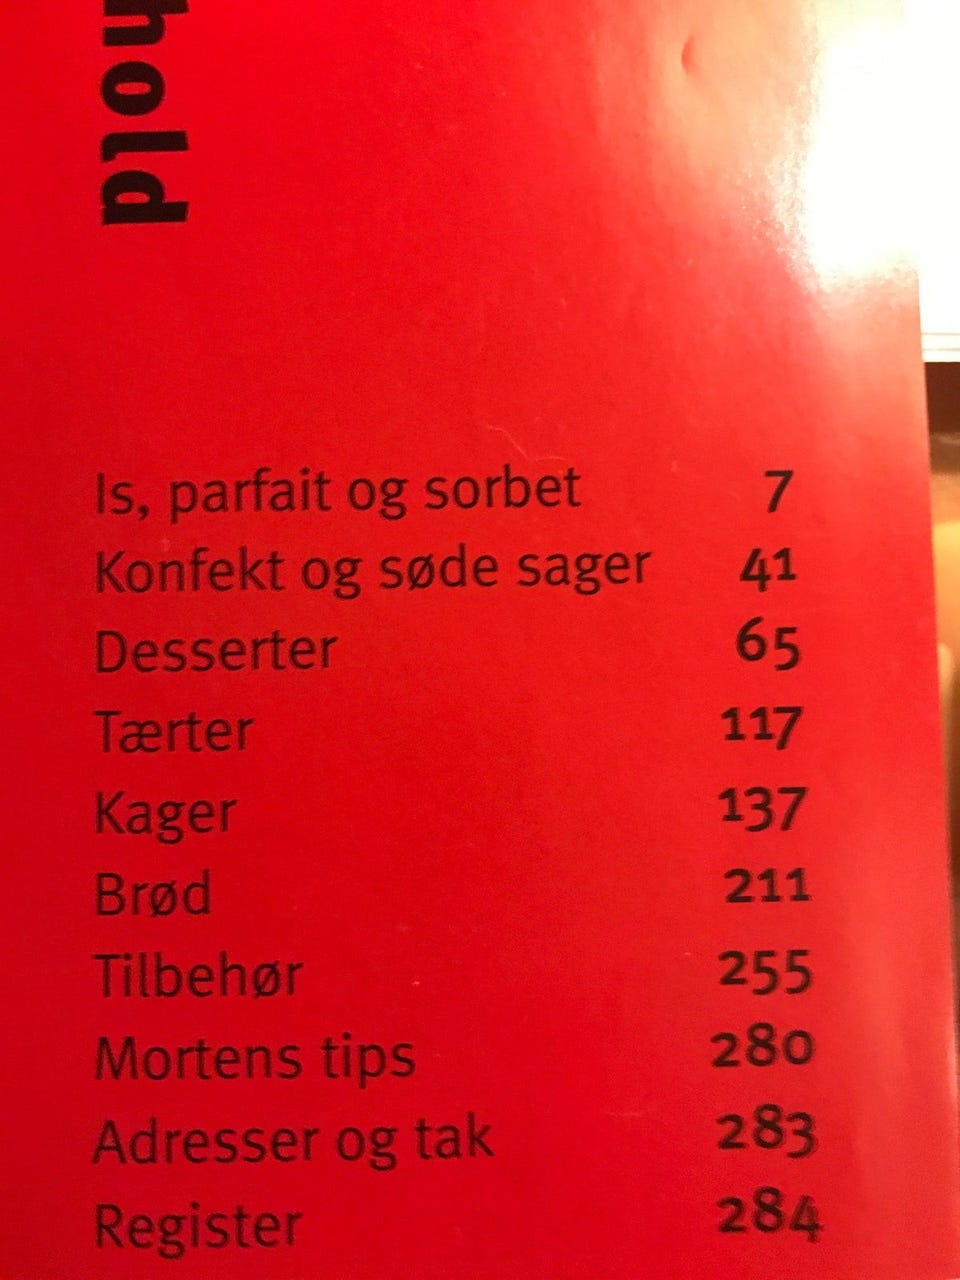 hold
Is, parfait og sorbet 7
Konfekt og søde sager 41
Desserter 65
Tærter 117
Kager 137
Brød 211
Tilbehør 255
Mortens tips 280
Adresser og tak 283
Register 284